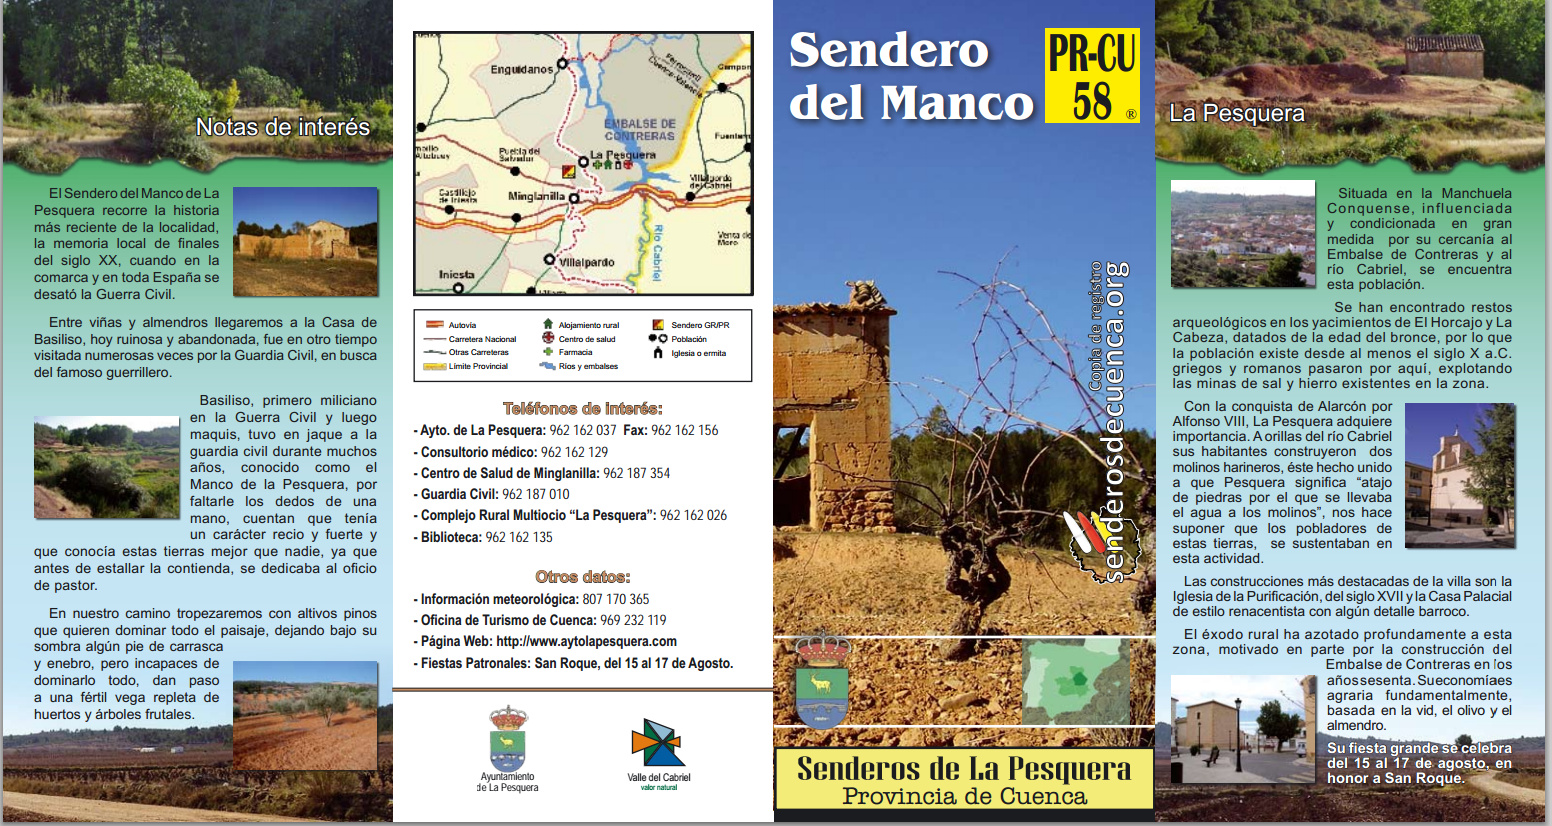 Notas de interés
El Sendero del Manco de La
Pesquera recorre la historia
más reciente de la localidad,
la memoria local de finales
del siglo XX, cuando en la
comarca y en toda España se
desató la Guerra Civil.
Entre viñas y almendros llegaremos a la Casa de
Basiliso, hoy ruinosa y abandonada, fue en otro tiempo
visitada numerosas veces por la Guardia Civil, en busca
del famoso guerrillero.
Basiliso, primero miliciano
en la Guerra Civil y luego
maquis, tuvo en jaque a la
guardia civil durante muchos
años, conocido como el
Manco de la Pesquera, por
faltarle los dedos de una
mano, cuentan que tenía
un carácter recio y fuerte y
que conocía estas tierras mejor que nadie, ya que
antes de estallar la contienda, se dedicaba al oficio
de pastor.
En nuestro camino tropezaremos con altivos pinos
que quieren dominar todo el paisaje, dejando bajo su
sombra algún pie de carrasca
y enebro, pero incapaces de
dominarlo todo, dan paso
a una fértil vega repleta de
huertos y árboles frutales.
Enguídanos
Ferrocarril
Cuenca-Valencia
EMBALSE DE
CONTRERAS
Puebla del
Salvador
La Pesquera
Castillejo
de Iniesta
Minglanilla
Villalgordo
del Cabriel
Venta de
Moro
Río Cabriel
Villalpardo
Iniesta
Autovía
Carretera Nacional
Otras Carreteras
Límite Provincial
Alojamiento rural
Centro de salud
Farmacia
Ríos y embalses
Sendero GR/PR
Población
Iglesia o ermita
Teléfonos de interés:
- Ayto. de La Pesquera: 962 162 037 Fax: 962 162 156
- Consultorio médico: 962 162 129
- Centro de Salud de Minglanilla: 962 187 354
- Guardia Civil: 962 187 010
- Complejo Rural Multiocio “La Pesquera”: 962 162 026
- Biblioteca: 962 162 135
Otros datos:
- Información meteorológica: 807 170 365
- Oficina de Turismo de Cuenca: 969 232 119
- Página Web: http://www.aytolapesquera.com
- Fiestas Patronales: San Roque, del 15 al 17 de Agosto.
Ayuntamiento
de La Pesquera
Valle del Cabriel
valor natural
Sendero
del Manco
PR-CU
58 ®
Copia de registro
senderosdecuenca.org
Senderos de La Pesquera
Provincia de Cuenca
La Pesquera
Situada en la Manchuela
Conquense, influenciada
y condicionada en gran
medida por su cercanía al
Embalse de Contreras y al
río Cabriel, se encuentra
esta población.
Se han encontrado restos
arqueológicos en los yacimientos de El Horcajo y La
Cabeza, datados de la edad del bronce, por lo que
la población existe desde al menos el siglo X a.C.
griegos y romanos pasaron por aquí, explotando
las minas de sal y hierro existentes en la zona.
Con la conquista de Alarcón por
Alfonso VIII, La Pesquera adquiere
importancia. A orillas del río Cabriel
sus habitantes construyeron dos
molinos harineros, éste hecho unido
a que Pesquera significa “atajo
de piedras por el que se llevaba
el agua a los molinos”, nos hace
suponer que los pobladores de
estas tierras, se sustentaban en
esta actividad.
Las construcciones más destacadas de la villa son la
Iglesia de la Purificación, del siglo XVII y la Casa Palacial
de estilo renacentista con algún detalle barroco.
El éxodo rural ha azotado profundamente a esta
zona, motivado en parte por la construcción del
Embalse de Contreras en los
años sesenta. Su economía es
agraria fundamentalmente,
basada en la vid, el olivo y el
almendro.
Su fiesta grande se celebra
del 15 al 17 de agosto, en
honor a San Roque.